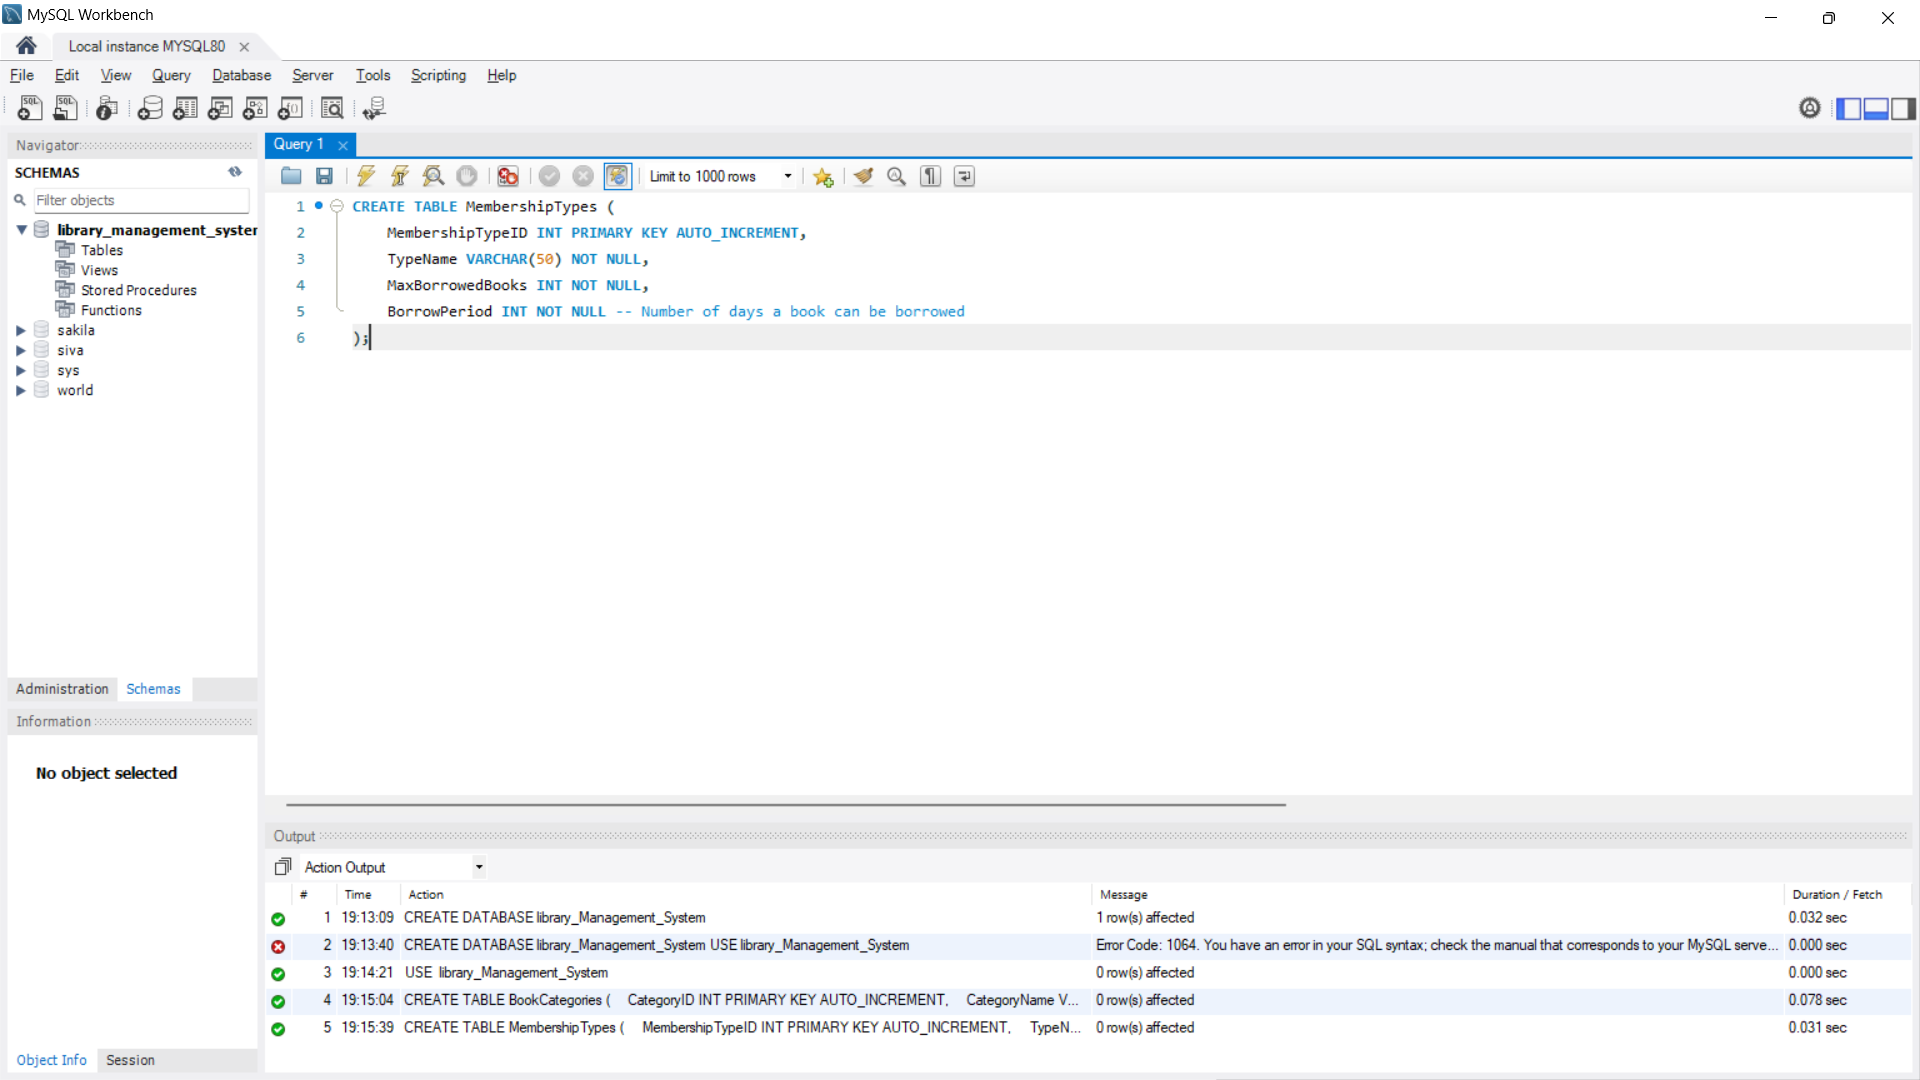 MySQL Workbench
Local instance MYSQL80
File Edit View Query Database Server Tools Scripting Help
Navigator
SCHEMAS
Filter objects
library_management_syster
Tables
Views
Stored Procedures
Functions
sakila
siva
sys
world
Administration Schemas
Information
No object selected
Object Info Session
Query 1
Limit to 1000 rows
1 CREATE TABLE MembershipTypes (
2 MembershipTypeID INT PRIMARY KEY AUTO_INCREMENT,
3 TypeName VARCHAR(50) NOT NULL,
4 MaxBorrowedBooks INT NOT NULL,
5 BorrowPeriod INT NOT NULL -- Number of days a book can be borrowed
6 );
Output
Action Output
# Time Action Message Duration / Fetch
1 19:13:09 CREATE DATABASE library_Management_System 1 row(s) affected 0.032 sec
2 19:13:40 CREATE DATABASE library_Management_System USE library_Management_System Error Code: 1064. You have an error in your SQL syntax; check the manual that corresponds to your MySQL serve... 0.000 sec
3 19:14:21 USE library_Management_System 0 row(s) affected 0.000 sec
4 19:15:04 CREATE TABLE BookCategories ( CategoryID INT PRIMARY KEY AUTO_INCREMENT, CategoryName V... 0 row(s) affected 0.078 sec
5 19:15:39 CREATE TABLE MembershipTypes ( MembershipTypeID INT PRIMARY KEY AUTO_INCREMENT, TypeN... 0 row(s) affected 0.031 sec